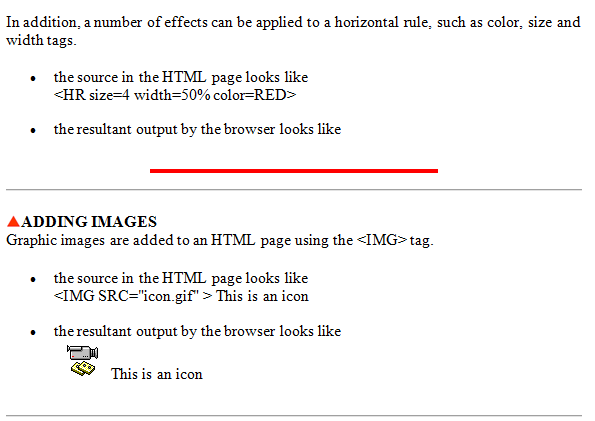 In addition, a number of effects can be applied to a horizontal rule, such as color, size and
width tags.
• the source in the HTML page looks like
<HR size=4 width=50% color=RED>
• the resultant output by the browser looks like
ADDING IMAGES
Graphic images are added to an HTML page using the <IMG> tag.
• the source in the HTML page looks like
<IMG SRC="icon.gif" > This is an icon
• the resultant output by the browser looks like
This is an icon